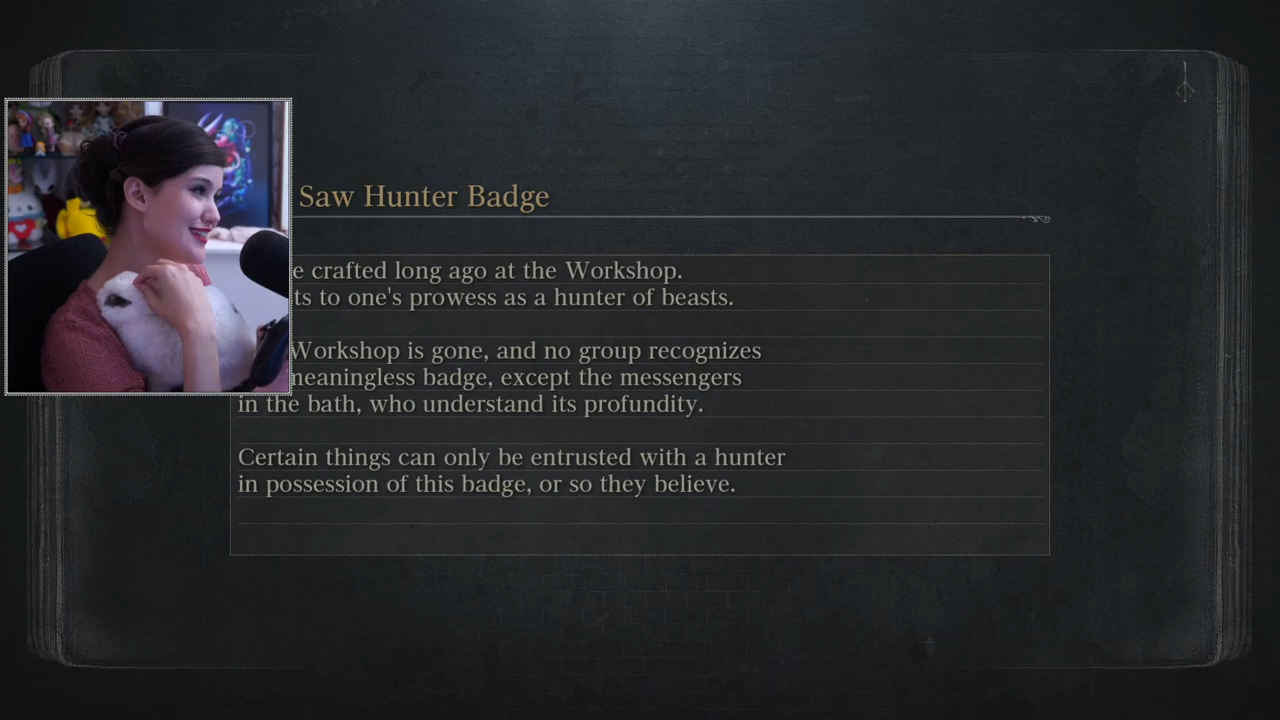 Saw Hunter Badge
crafted long ago at the Workshop.
to one's prowess as a hunter of beasts.
Workshop is gone, and no group recognizes
meaningless badge, except the messengers
in the bath, who understand its profundity.
Certain things can only be entrusted with a hunter
in possession of this badge, or so they believe.